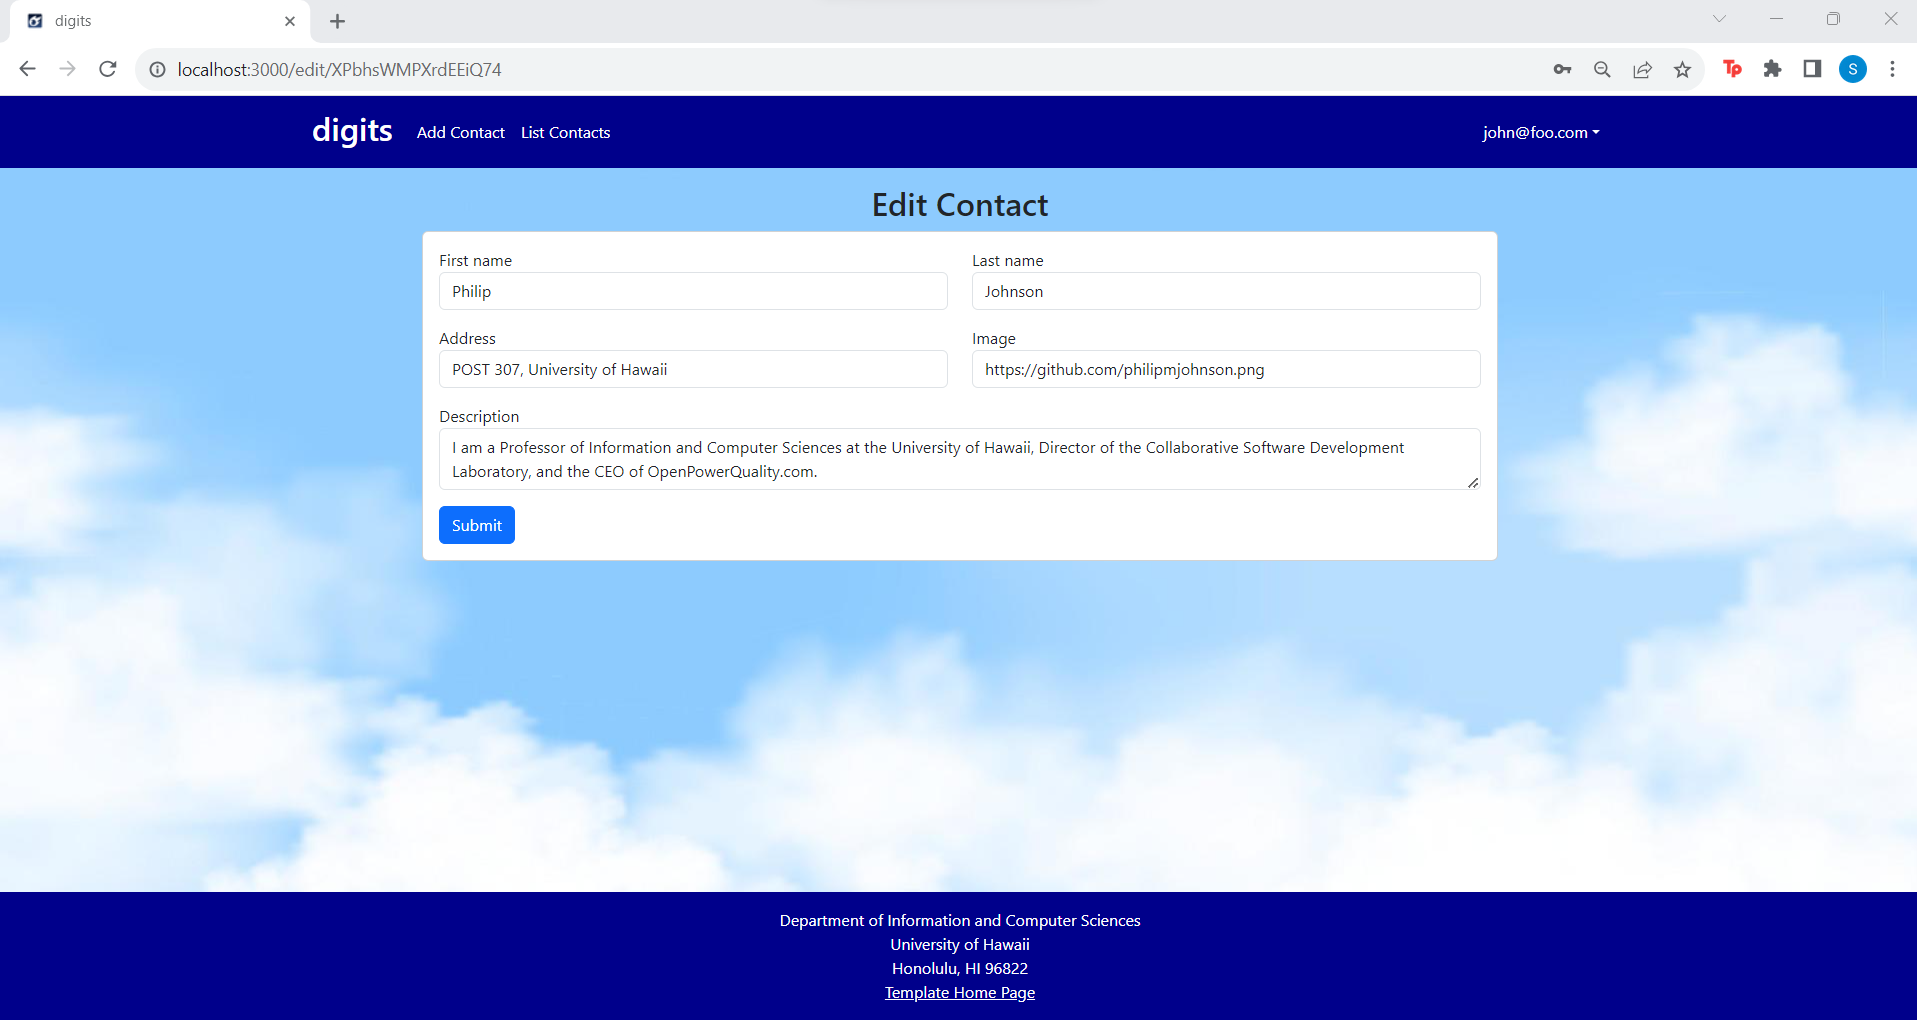 digits
localhost:3000/edit/XPbhsWMPXrdEEiQ74
Tp
S
digits
Add Contact
List Contacts
john@foo.com
Edit Contact
First name
Last name
Philip
Johnson
Address
Image
POST 307, University of Hawaii
https://github.com/philipmjohnson.png
Description
I am a Professor of Information and Computer Sciences at the University of Hawaii, Director of the Collaborative Software Development
Laboratory, and the CEO of OpenPowerQuality.com.
Submit
Department of Information and Computer Sciences
University of Hawaii
Honolulu, HI 96822
Template Home Page